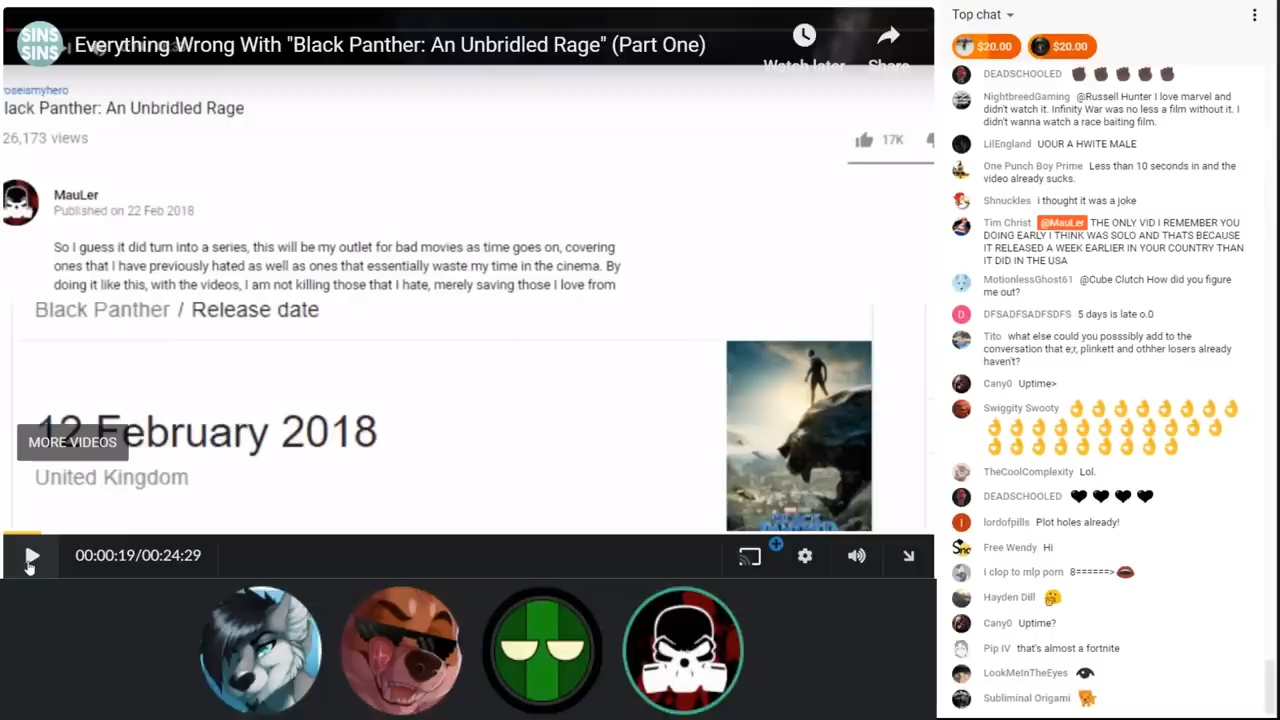 SINS
SINS
Everything Wrong With "Black Panther: An Unbridled Rage" (Part One)
Watch later
Share
oseismyhero
lack Panther: An Unbridled Rage
26,173 views
17K
MauLer
Published on 22 Feb 2018
So I guess it did turn into a series, this will be my outlet for bad movies as time goes on, covering
ones that I have previously hated as well as ones that essentially waste my time in the cinema. By
doing it like this, with the videos, I am not killing those that I hate, merely saving those I love from
Black Panther / Release date
12 February 2018
MORE VIDEOS
United Kingdom
00:00:19/00:24:29
Top chat
$20.00
$20.00
DEADSCHOOLED ✊🏿 ✊🏿 ✊🏿 ✊🏿 ✊🏿
NightbreedGaming @Russell Hunter I love marvel and
didn't watch it. Infinity War was no less a film without it. I
didn't wanna watch a race baiting film.
LilEngland UOUR A HWITE MALE
One Punch Boy Prime Less than 10 seconds in and the
video already sucks.
Shnuckles i thought it was a joke
Tim Christ @MauLer THE ONLY VID I REMEMBER YOU
DOING EARLY I THINK WAS SOLO AND THATS BECAUSE
IT RELEASED A WEEK EARLIER IN YOUR COUNTRY THAN
IT DID IN THE USA
MotionlessGhost61 @Cube Clutch How did you figure
me out?
D
DFSADFSADFSDFS 5 days is late o.0
Tito what else could you posssibly add to the
conversation that e;r, plinkett and othher losers already
haven't?
Cany0 Uptime>
Swiggity Swooty 👌 👌 👌 👌 👌 👌 👌 👌
👌 👌 👌 👌 👌 👌 👌 👌 👌 👌 👌
👌 👌 👌 👌 👌 👌 👌 👌 👌
TheCoolComplexity Lol.
DEADSCHOOLED 🖤 🖤 🖤 🖤
I
lordofpills Plot holes already!
Free Wendy Hi
i clop to mlp porn 8======>👄
Hayden Dill 🤔
Cany0 Uptime?
Pip IV that's almost a fortnite
LookMeInTheEyes 👁
Subliminal Origami 🐕